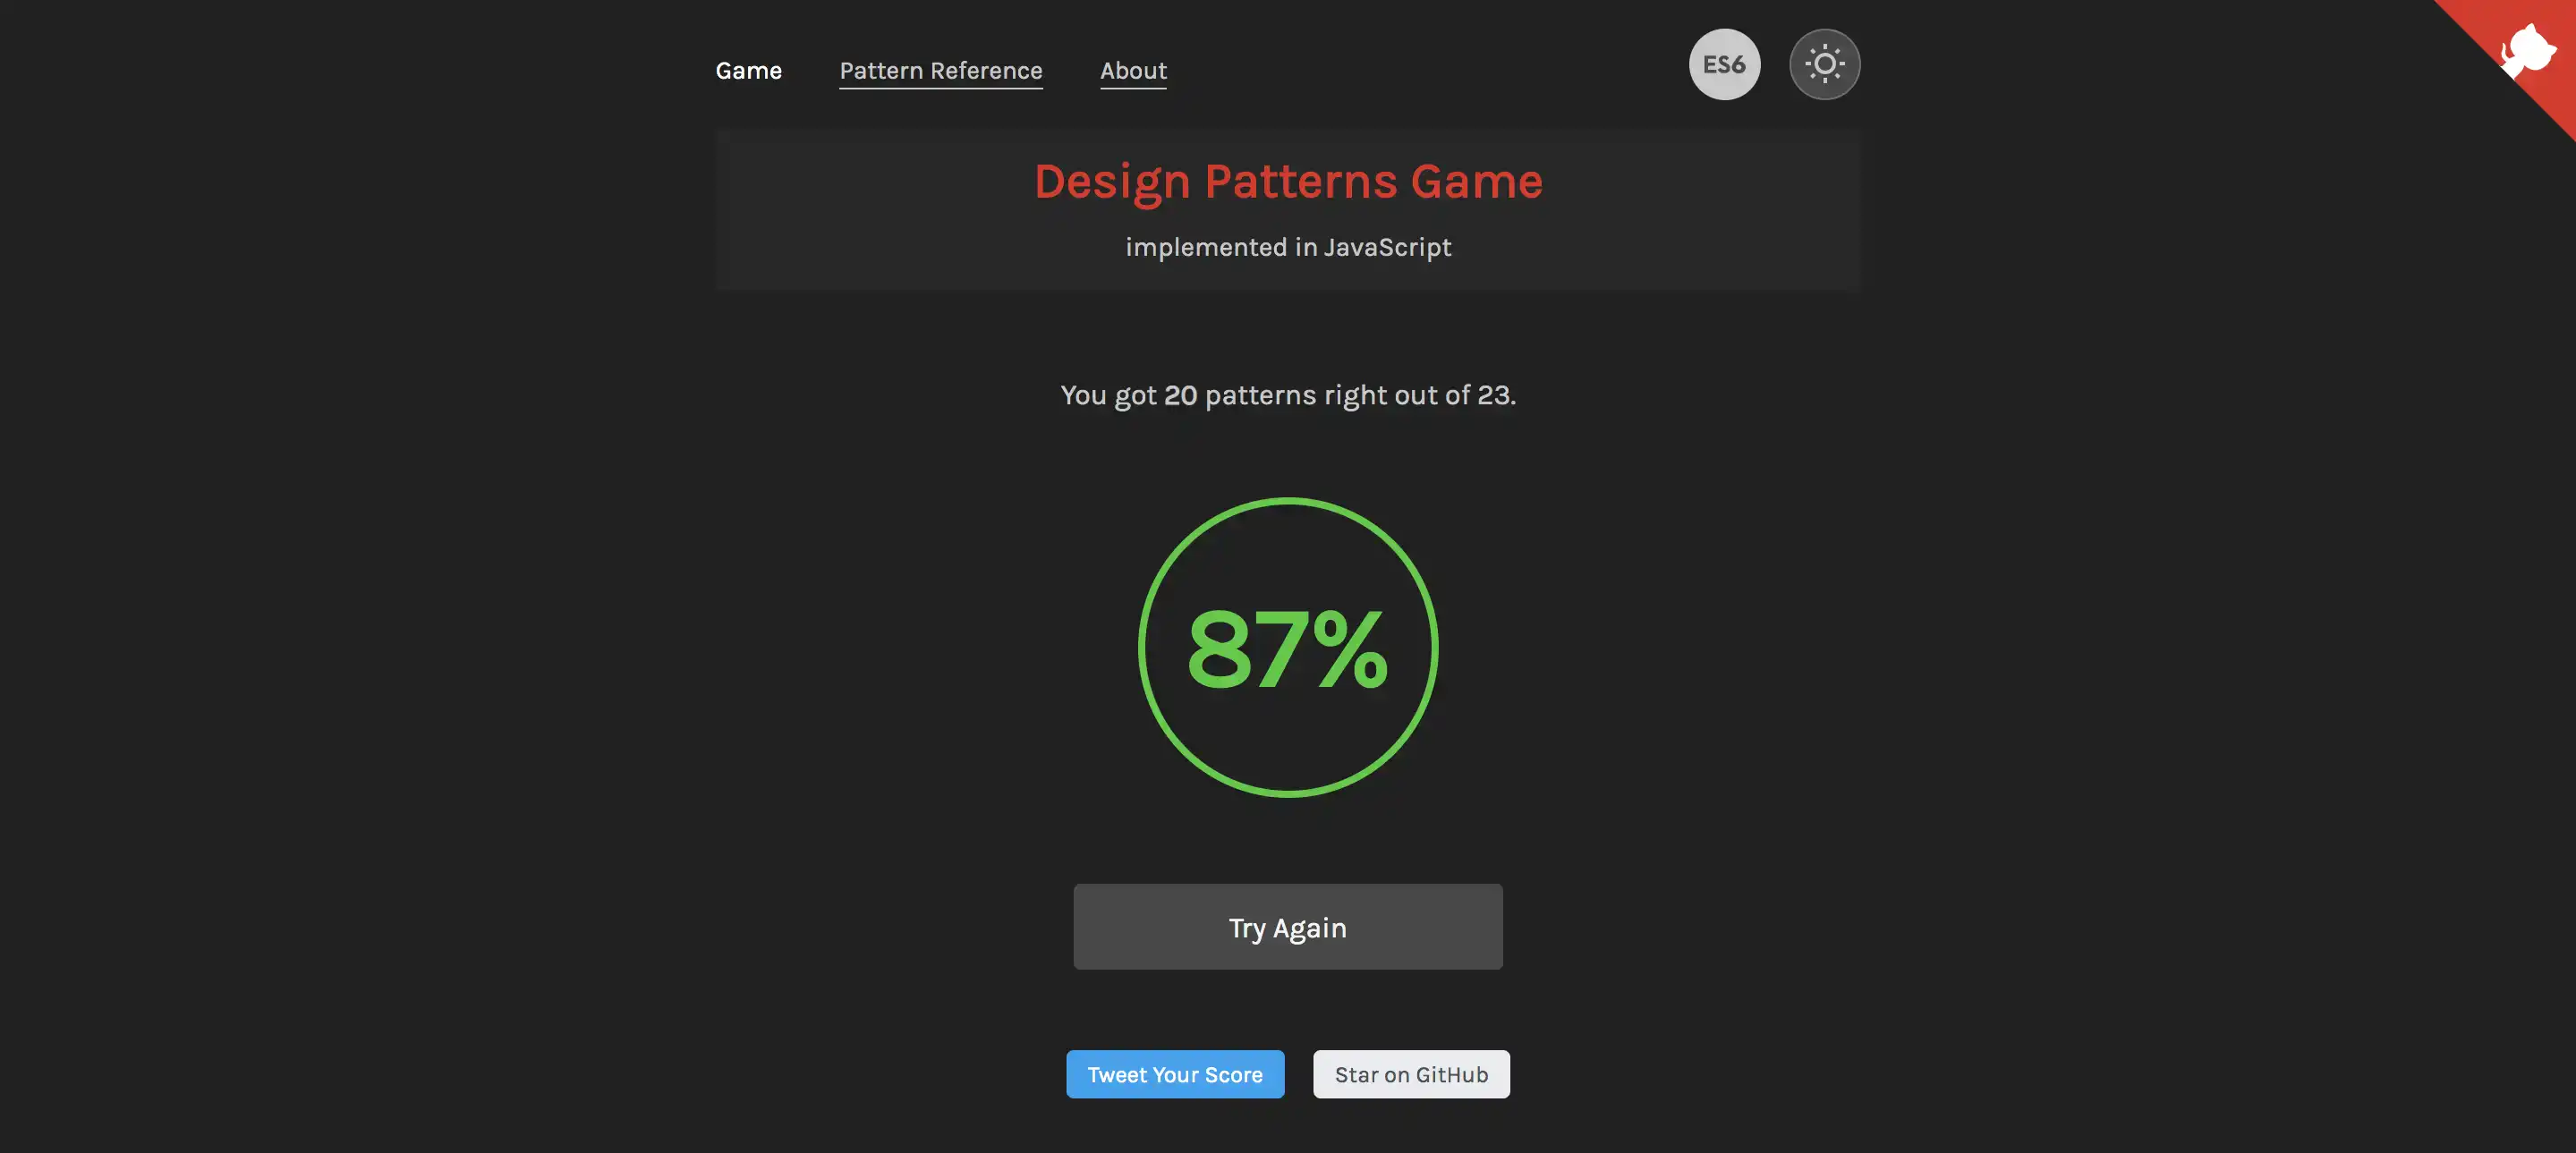 Game Pattern Reference About ES6
Design Patterns Game
implemented in JavaScript
You got 20 patterns right out of 23.
87%
Try Again
Tweet Your Score Star on GitHub